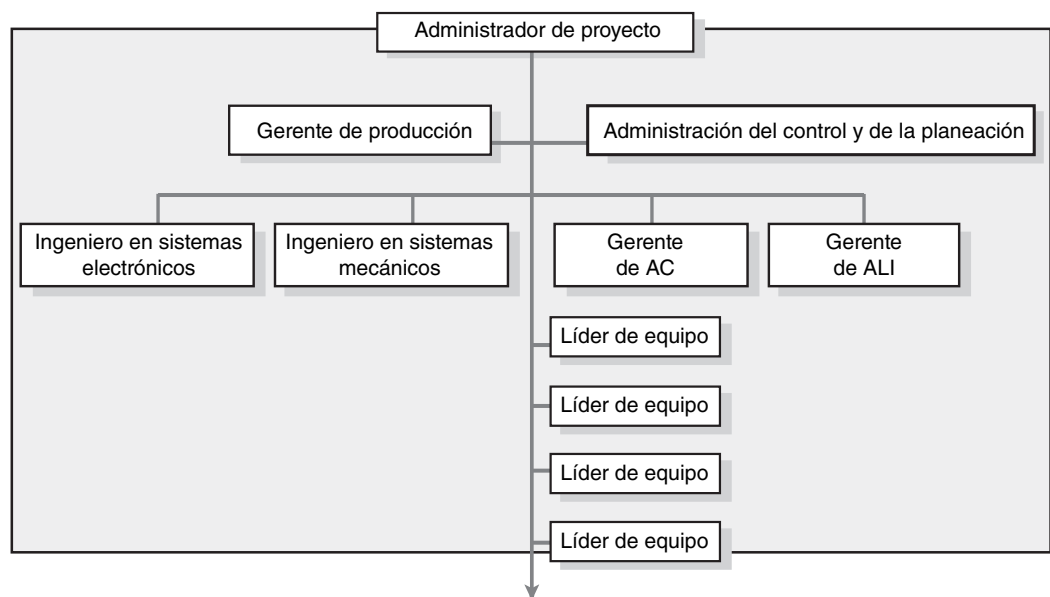 Administrador de proyecto
Gerente de producción
Administración del control y de la planeación
Ingeniero en sistemas
electrónicos
Ingeniero en sistemas
mecánicos
Gerente
de AC
Gerente
de ALI
Líder de equipo
Líder de equipo
Líder de equipo
Líder de equipo